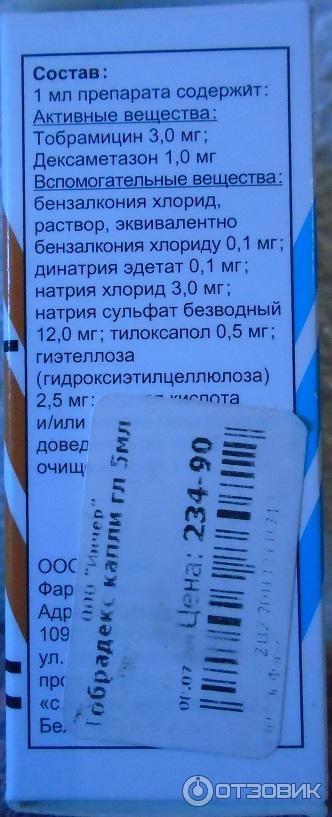 Состав:
1 мл препарата содержит:
Активные вещества:
Тобрамицин 3,0 мг;
Дексаметазон 1,0 мг
Вспомогательные вещества:
бензалкония хлорид,
раствор, эквивалентно
бензалкония хлориду 0,1 мг;
динатрия эдетат 0,1 мг;
натрия хлорид 3,0 мг;
натрия сульфат безводный
12,0 мг; тилоксапол 0,5 мг;
гиэтеллоза
(гидроксиэтилцеллюлоза)
2,5 мг; кислота
и/или
довед
очище
ООО
Фар
Адр
109
ул.
про
«с
Бел
ООО "Инчер"
Тобрадекс капли гл 5мл
Цена: 234-90
ОТЗОВИК